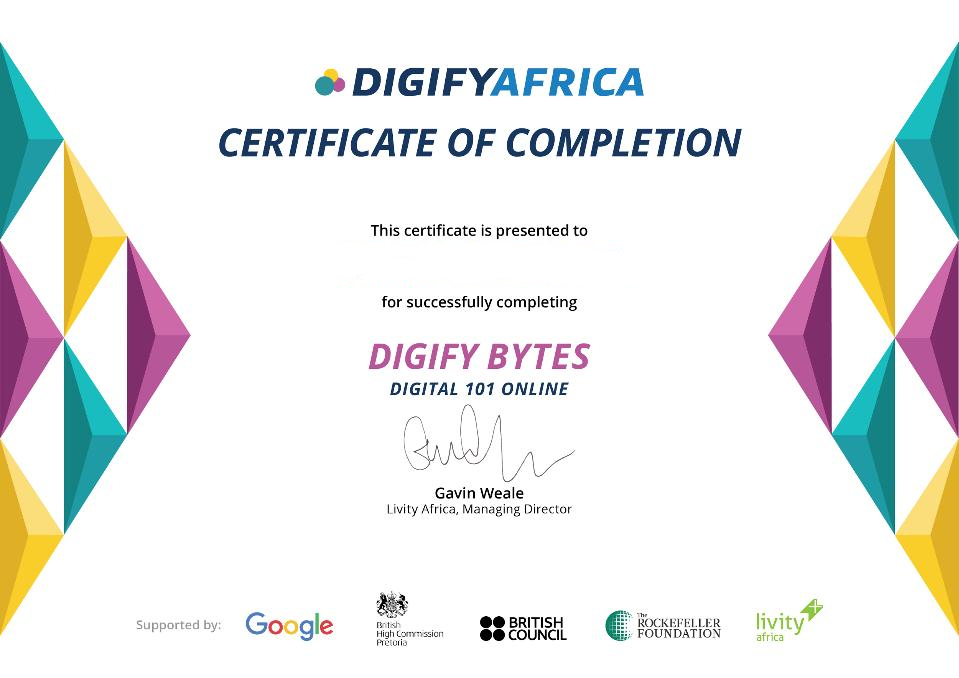 DIGIFYAFRICA
CERTIFICATE OF COMPLETION
This certificate is presented to
for successfully completing
DIGIFY BYTES
DIGITAL 101 ONLINE
Gavin Weale
Livity Africa, Managing Director
Supported by:
Google
British
High Commission
Pretoria
BRITISH
COUNCIL
The
ROCKEFELLER
FOUNDATION
livity
africa